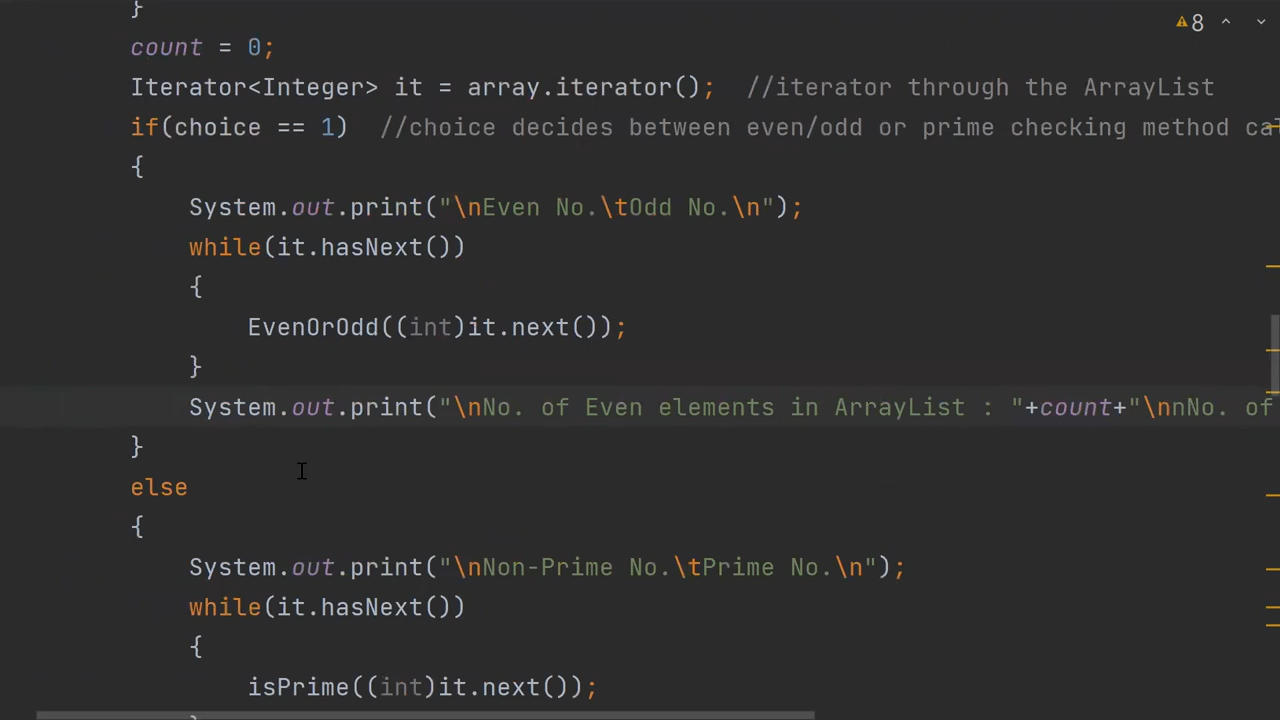 }
8
count = 0;
Iterator<Integer> it = array.iterator();  //iterator through the ArrayList
if(choice == 1)  //choice decides between even/odd or prime checking method
{
System.out.print("\nEven No.\tOdd No.\n");
while(it.hasNext())
{
EvenOrOdd((int)it.next());
}
System.out.print("\nNo. of Even elements in ArrayList : "+count+"\nnNo. of
}
else
{
System.out.print("\nNon-Prime No.\tPrime No.\n");
while(it.hasNext())
{
isPrime((int)it.next());
}